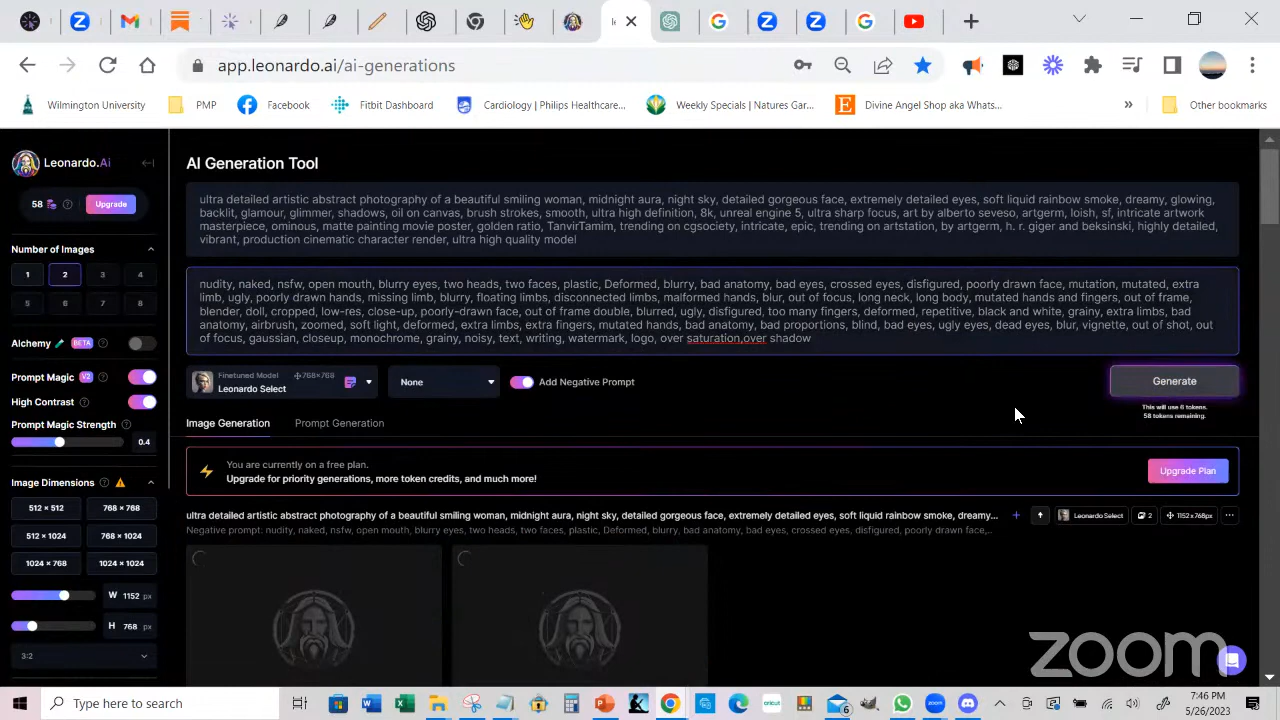 app.leonardo.ai/ai-generations
Wilmington University
PMP
Facebook
Fitbit Dashboard
Cardiology | Philips Healthcare...
Weekly Specials | Natures Gar...
Divine Angel Shop aka Whats...
»
Other bookmarks
Leonardo.Ai
58
Upgrade
Number of Images
1 2 3 4
5 6 7 8
Alchemy BETA
Prompt Magic V2
High Contrast
Prompt Magic Strength
0.4
Image Dimensions
512 × 512 768 × 768
512 × 1024 768 × 1024
1024 × 768 1024 × 1024
W 1152 px
H 768 px
3:2
AI Generation Tool
ultra detailed artistic abstract photography of a beautiful smiling woman, midnight aura, night sky, detailed gorgeous face, extremely detailed eyes, soft liquid rainbow smoke, dreamy, glowing,
backlit, glamour, glimmer, shadows, oil on canvas, brush strokes, smooth, ultra high definition, 8k, unreal engine 5, ultra sharp focus, art by alberto seveso, artgerm, loish, sf, intricate artwork
masterpiece, ominous, matte painting movie poster, golden ratio, TanvirTamim, trending on cgsociety, intricate, epic, trending on artstation, by artgerm, h. r. giger and beksinski, highly detailed,
vibrant, production cinematic character render, ultra high quality model
nudity, naked, nsfw, open mouth, blurry eyes, two heads, two faces, plastic, Deformed, blurry, bad anatomy, bad eyes, crossed eyes, disfigured, poorly drawn face, mutation, mutated, extra
limb, ugly, poorly drawn hands, missing limb, blurry, floating limbs, disconnected limbs, malformed hands, blur, out of focus, long neck, long body, mutated hands and fingers, out of frame,
blender, doll, cropped, low-res, close-up, poorly-drawn face, out of frame double, blurred, ugly, disfigured, too many fingers, deformed, repetitive, black and white, grainy, extra limbs, bad
anatomy, airbrush, zoomed, soft light, deformed, extra limbs, extra fingers, mutated hands, bad anatomy, bad proportions, blind, bad eyes, ugly eyes, dead eyes, blur, vignette, out of shot, out
of focus, gaussian, closeup, monochrome, grainy, noisy, text, writing, watermark, logo, over saturation,over shadow
Finetuned Model 768×768
Leonardo Select
None
Add Negative Prompt
Generate
This will use 6 tokens.
58 tokens remaining.
Image Generation
Prompt Generation
You are currently on a free plan.
Upgrade for priority generations, more token credits, and much more!
Upgrade Plan
ultra detailed artistic abstract photography of a beautiful smiling woman, midnight aura, night sky, detailed gorgeous face, extremely detailed eyes, soft liquid rainbow smoke, dreamy...
Leonardo Select
2
1152x768px
Negative prompt: nudity, naked, nsfw, open mouth, blurry eyes, two heads, two faces, plastic, Deformed, blurry, bad anatomy, bad eyes, crossed eyes, disfigured, poorly drawn face, mutation, mutated,...
zoom
Type here to search
7:46 PM
5/26/2023